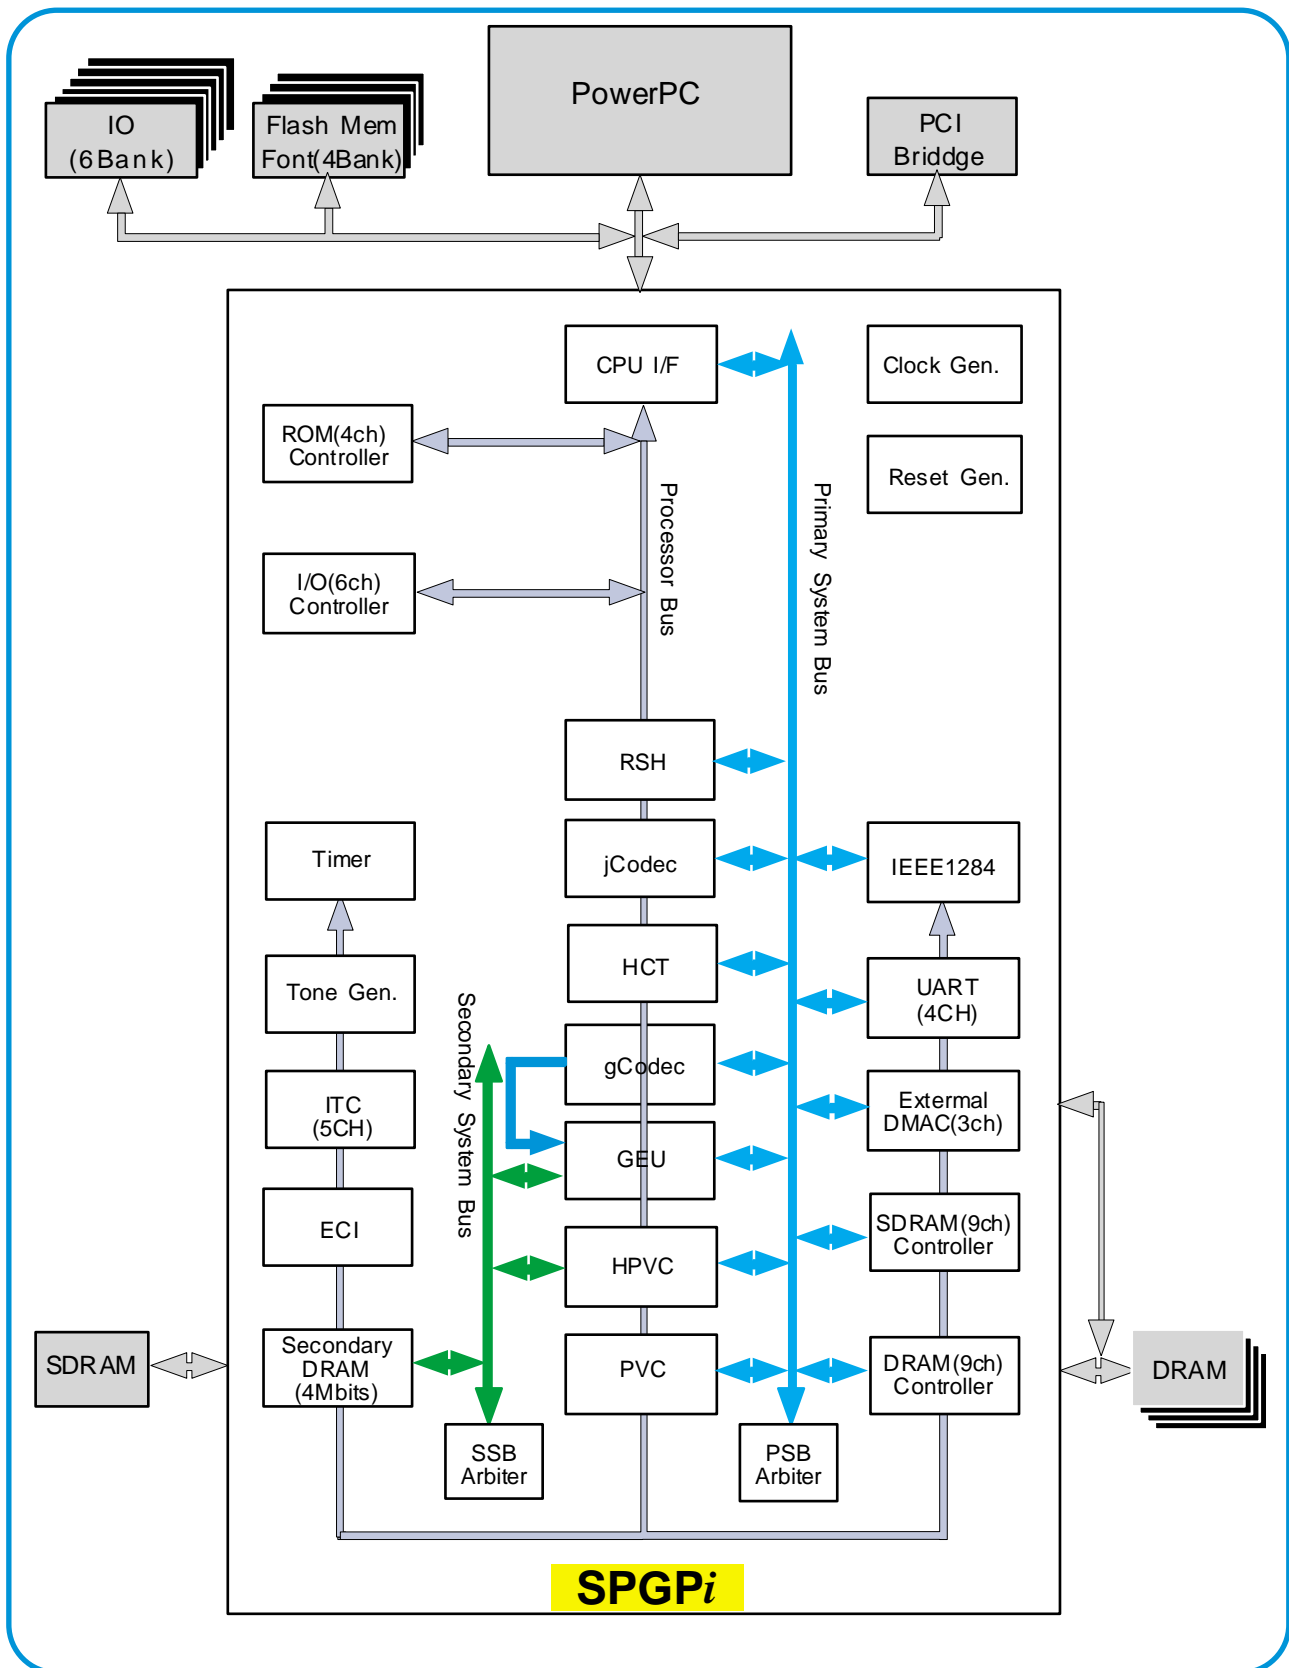 PowerPC
IO
(6Bank)
Flash Mem
Font(4Bank)
PCI
Briddge
CPU I/F
Clock Gen.
ROM(4ch)
Controller
Reset Gen.
Processor Bus
Primary System Bus
I/O(6ch)
Controller
RSH
Timer
jCodec
IEEE1284
HCT
Tone Gen.
UART
(4CH)
Secondary System Bus
gCodec
ITC
(5CH)
Extermal
DMAC(3ch)
GEU
ECI
SDRAM(9ch)
Controller
HPVC
SDRAM
Secondary
DRAM
(4Mbits)
PVC
DRAM(9ch)
Controller
DRAM
SSB
Arbiter
PSB
Arbiter
SPGPi